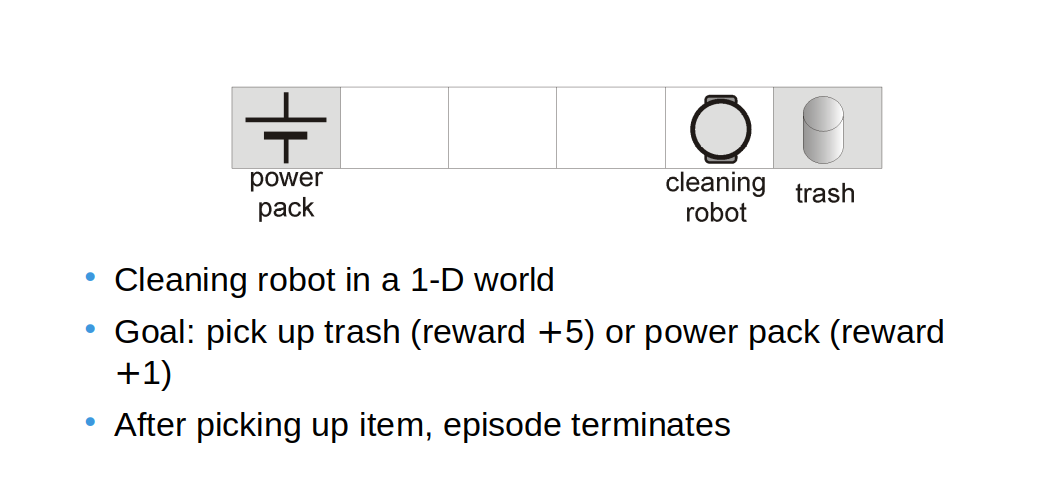 power
pack
cleaning
robot
trash
• Cleaning robot in a 1-D world
• Goal: pick up trash (reward +5) or power pack (reward
+1)
• After picking up item, episode terminates